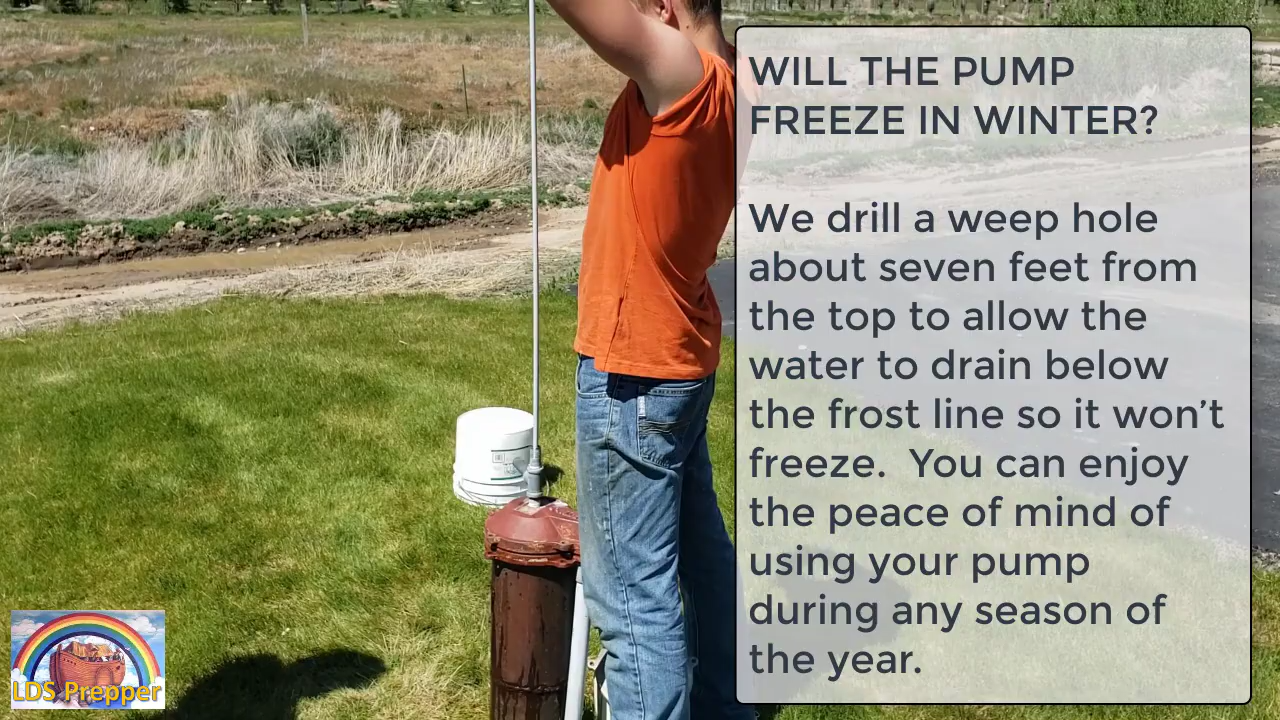 WILL THE PUMP
FREEZE IN WINTER?
We drill a weep hole
about seven feet from
the top to allow the
water to drain below
the frost line so it won’t
freeze.  You can enjoy
the peace of mind of
using your pump
during any season of
the year.
LDS Prepper